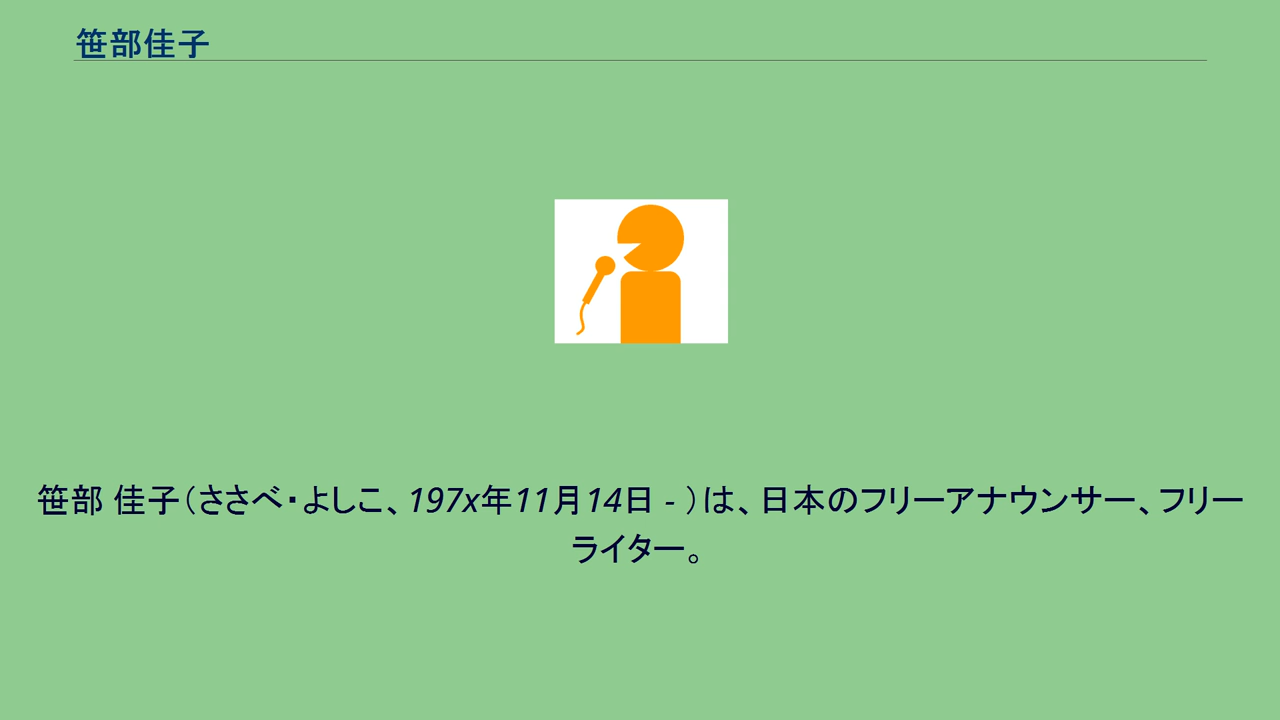 笹部佳子
笹部 佳子（ささべ・よしこ、197x年11月14日 - ）は、日本のフリーアナウンサー、フリー
ライター。